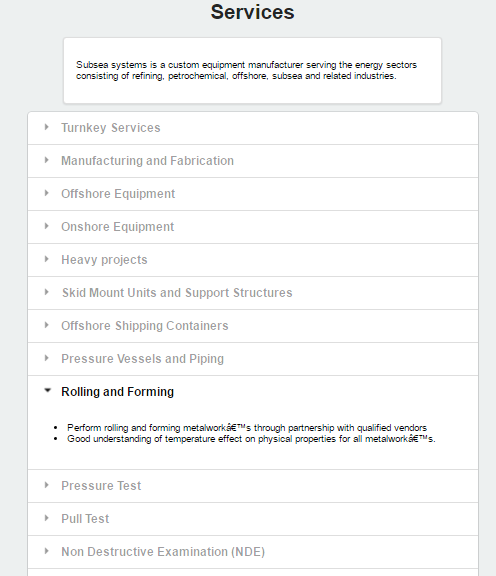 Services
Subsea systems is a custom equipment manufacturer serving the energy sectors
consisting of refining, petrochemical, offshore, subsea and related industries.
Turnkey Services
Manufacturing and Fabrication
Offshore Equipment
Onshore Equipment
Heavy projects
Skid Mount Units and Support Structures
Offshore Shipping Containers
Pressure Vessels and Piping
Rolling and Forming
Perform rolling and forming metalworkâ€™s through partnership with qualified vendors
Good understanding of temperature effect on physical properties for all metalworkâ€™s.
Pressure Test
Pull Test
Non Destructive Examination (NDE)